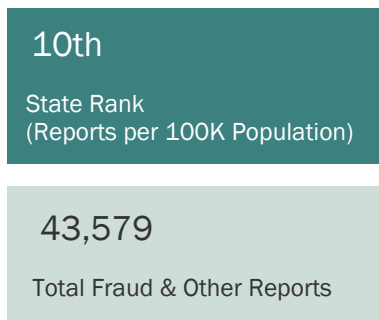 10th
State Rank
(Reports per 100K Population)
43,579
Total Fraud & Other Reports